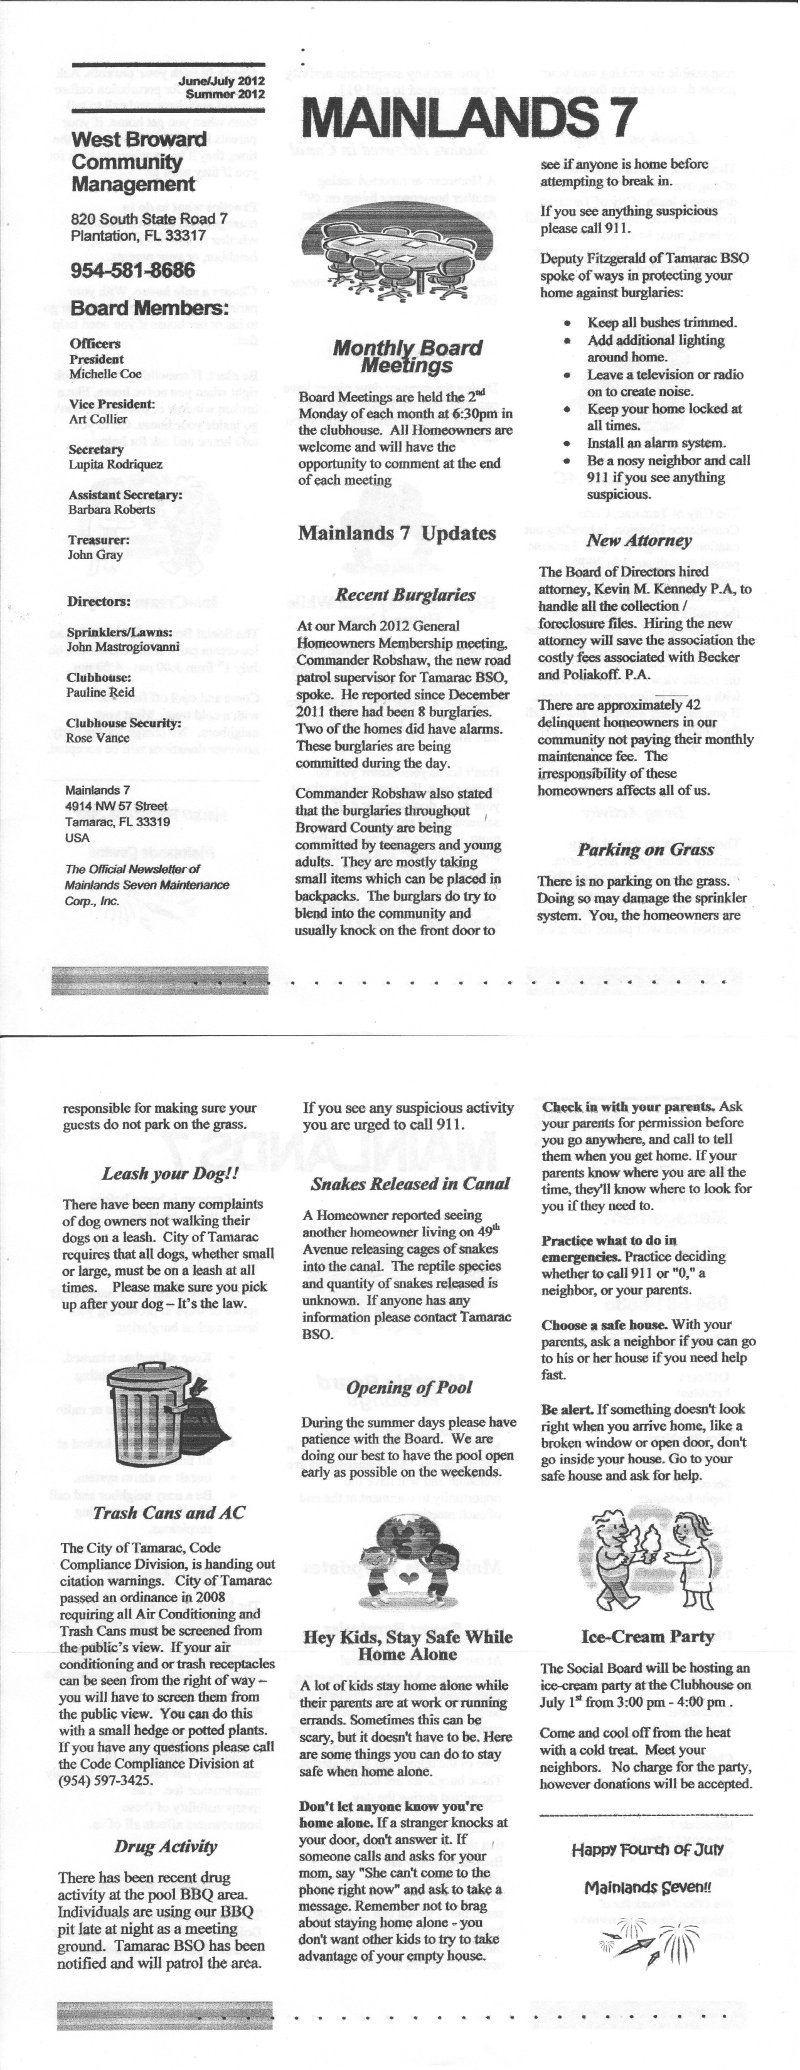 June/July 2012
Summer 2012
MAINLANDS 7
West Broward
Community
Management
820 South State Road 7
Plantation, FL 33317
954-581-8686
Board Members:
Officers
President
Michelle Coe
Vice President:
Art Collier
Secretary
Lupita Rodriquez
Assistant Secretary:
Barbara Roberts
Treasurer:
John Gray
Directors:
Sprinklers/Lawns:
John Mastrogiovanni
Clubhouse:
Pauline Reid
Clubhouse Security:
Rose Vance
Mainlands 7
4914 NW 57 Street
Tamarac, FL 33319
USA
The Official Newsletter of
Mainlands Seven Maintenance
Corp., Inc.
Monthly Board
Meetings
Board Meetings are held the 2nd
Monday of each month at 6:30pm in
the clubhouse. All Homeowners are
welcome and will have the
opportunity to comment at the end
of each meeting
Mainlands 7 Updates
Recent Burglaries
At our March 2012 General
Homeowners Membership meeting,
Commander Robshaw, the new road
patrol supervisor for Tamarac BSO,
spoke. He reported since December
2011 there had been 8 burglaries.
Two of the homes did have alarms.
These burglaries are being
committed during the day.
Commander Robshaw also stated
that the burglaries throughout
Broward County are being
committed by teenagers and young
adults. They are mostly taking
small items which can be placed in
backpacks. The burglars do try to
blend into the community and
usually knock on the front door to
see if anyone is home before
attempting to break in.
If you see anything suspicious
please call 911.
Deputy Fitzgerald of Tamarac BSO
spoke of ways in protecting your
home against burglaries:
• Keep all bushes trimmed.
• Add additional lighting
around home.
• Leave a television or radio
on to create noise.
• Keep your home locked at
all times.
• Install an alarm system.
• Be a nosy neighbor and call
911 if you see anything
suspicious.
New Attorney
The Board of Directors hired
attorney, Kevin M. Kennedy P.A, to
handle all the collection /
foreclosure files. Hiring the new
attorney will save the association the
costly fees associated with Becker
and Poliakoff. P.A.
There are approximately 42
delinquent homeowners in our
community not paying their monthly
maintenance fee. The
irresponsibility of these
homeowners affects all of us.
Parking on Grass
There is no parking on the grass.
Doing so may damage the sprinkler
system. You, the homeowners are
responsible for making sure your
guests do not park on the grass.
Leash your Dog!!
There have been many complaints
of dog owners not walking their
dogs on a leash. City of Tamarac
requires that all dogs, whether small
or large, must be on a leash at all
times. Please make sure you pick
up after your dog – It's the law.
Trash Cans and AC
The City of Tamarac, Code
Compliance Division, is handing out
citation warnings. City of Tamarac
passed an ordinance in 2008
requiring all Air Conditioning and
Trash Cans must be screened from
the public's view. If your air
conditioning and or trash receptacles
can be seen from the right of way –
you will have to screen them from
the public view. You can do this
with a small hedge or potted plants.
If you have any questions please call
the Code Compliance Division at
(954) 597-3425.
Drug Activity
There has been recent drug
activity at the pool BBQ area.
Individuals are using our BBQ
pit late at night as a meeting
ground. Tamarac BSO has been
notified and will patrol the area.
If you see any suspicious activity
you are urged to call 911.
Snakes Released in Canal
A Homeowner reported seeing
another homeowner living on 49th
Avenue releasing cages of snakes
into the canal. The reptile species
and quantity of snakes released is
unknown. If anyone has any
information please contact Tamarac
BSO.
Opening of Pool
During the summer days please have
patience with the Board. We are
doing our best to have the pool open
early as possible on the weekends.
Hey Kids, Stay Safe While
Home Alone
A lot of kids stay home alone while
their parents are at work or running
errands. Sometimes this can be
scary, but it doesn't have to be. Here
are some things you can do to stay
safe when home alone.
Don't let anyone know you're
home alone. If a stranger knocks at
your door, don't answer it. If
someone calls and asks for your
mom, say "She can't come to the
phone right now" and ask to take a
message. Remember not to brag
about staying home alone - you
don't want other kids to try to take
advantage of your empty house.
Check in with your parents. Ask
your parents for permission before
you go anywhere, and call to tell
them when you get home. If your
parents know where you are all the
time, they'll know where to look for
you if they need to.
Practice what to do in
emergencies. Practice deciding
whether to call 911 or "0," a
neighbor, or your parents.
Choose a safe house. With your
parents, ask a neighbor if you can go
to his or her house if you need help
fast.
Be alert. If something doesn't look
right when you arrive home, like a
broken window or open door, don't
go inside your house. Go to your
safe house and ask for help.
Ice-Cream Party
The Social Board will be hosting an
ice-cream party at the Clubhouse on
July 1st from 3:00 pm - 4:00 pm .
Come and cool off from the heat
with a cold treat. Meet your
neighbors. No charge for the party,
however donations will be accepted.
Happy Fourth of July
Mainlands Seven!!